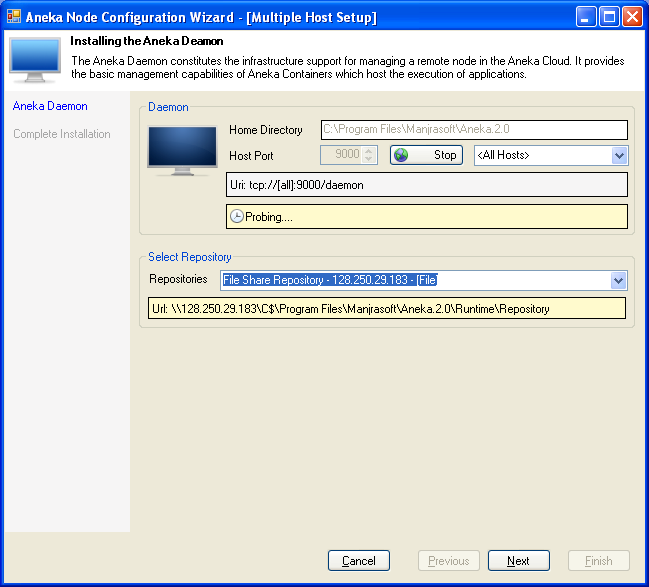 Aneka Node Configuration Wizard - [Multiple Host Setup]
Installing the Aneka Deamon
The Aneka Daemon constitutes the infrastructure support for managing a remote node in the Aneka Cloud. It provides
the basic management capabilities of Aneka Containers which host the execution of applications.
Aneka Daemon
Complete Installation
Daemon
Home Directory C:\Program Files\Manjrasoft\Aneka.2.0
Host Port 9000 Stop <All Hosts>
Uri: tcp://[all]:9000/daemon
Probing....
Select Repository
Repositories File Share Repository - 128.250.29.183 - [File]
Url: \\128.250.29.183\C$\Program Files\Manjrasoft\Aneka.2.0\Runtime\Repository
Cancel Previous Next Finish